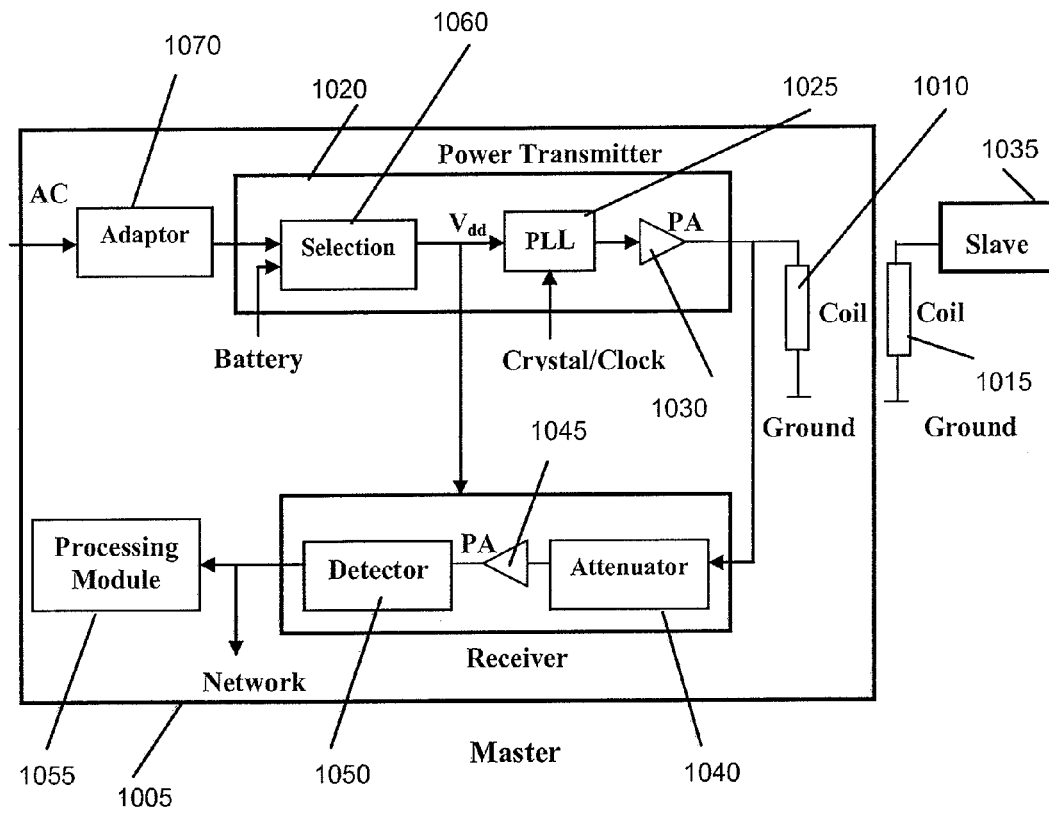 1060
1070
1020
1025
1010
1035
Power Transmitter
AC
Adaptor
Selection
Vdd
PLL
PA
Slave
Coil
Coil
Battery
Crystal/Clock
1030
1015
Ground
Ground
1045
Processing
Module
Detector
PA
Attenuator
Receiver
Network
Master
1055
1005
1050
1040